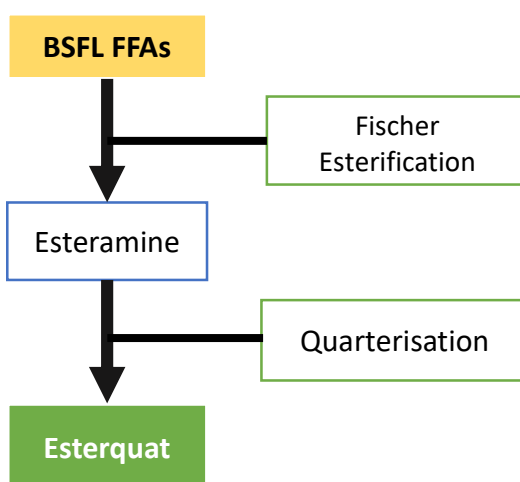 BSFL FFAs
Fischer
Esterification
Esteramine
Quarterisation
Esterquat